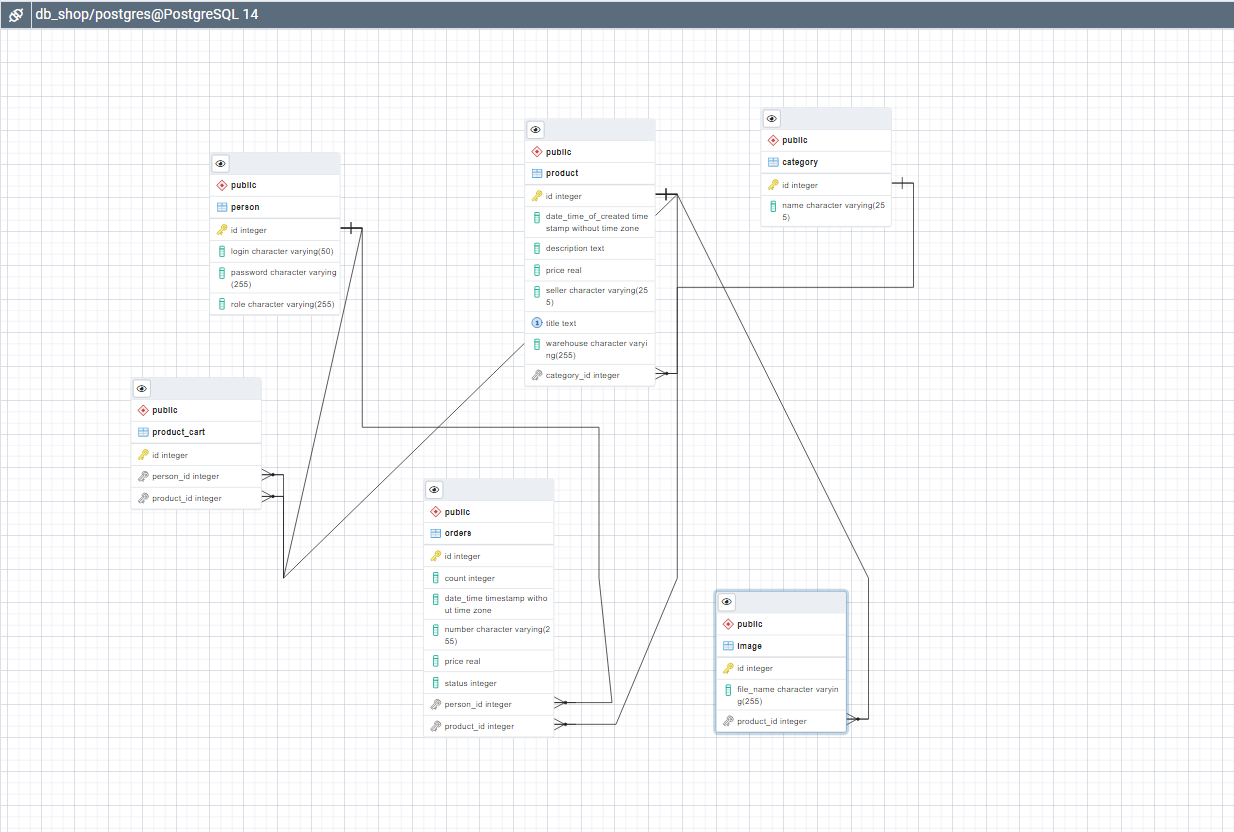 db_shop/postgres@PostgreSQL 14
public
person
id integer
login character varying(50)
password character varying
(255)
role character varying(255)
public
product
id integer
date_time_of_created time
stamp without time zone
description text
price real
seller character varying(25
5)
1 title text
warehouse character varyi
ng(255)
category_id integer
public
category
id integer
name character varying(25
5)
public
product_cart
id integer
person_id integer
product_id integer
public
orders
id integer
count integer
date_time timestamp witho
ut time zone
number character varying(2
55)
price real
status integer
person_id integer
product_id integer
public
image
id integer
file_name character varyin
g(255)
product_id integer